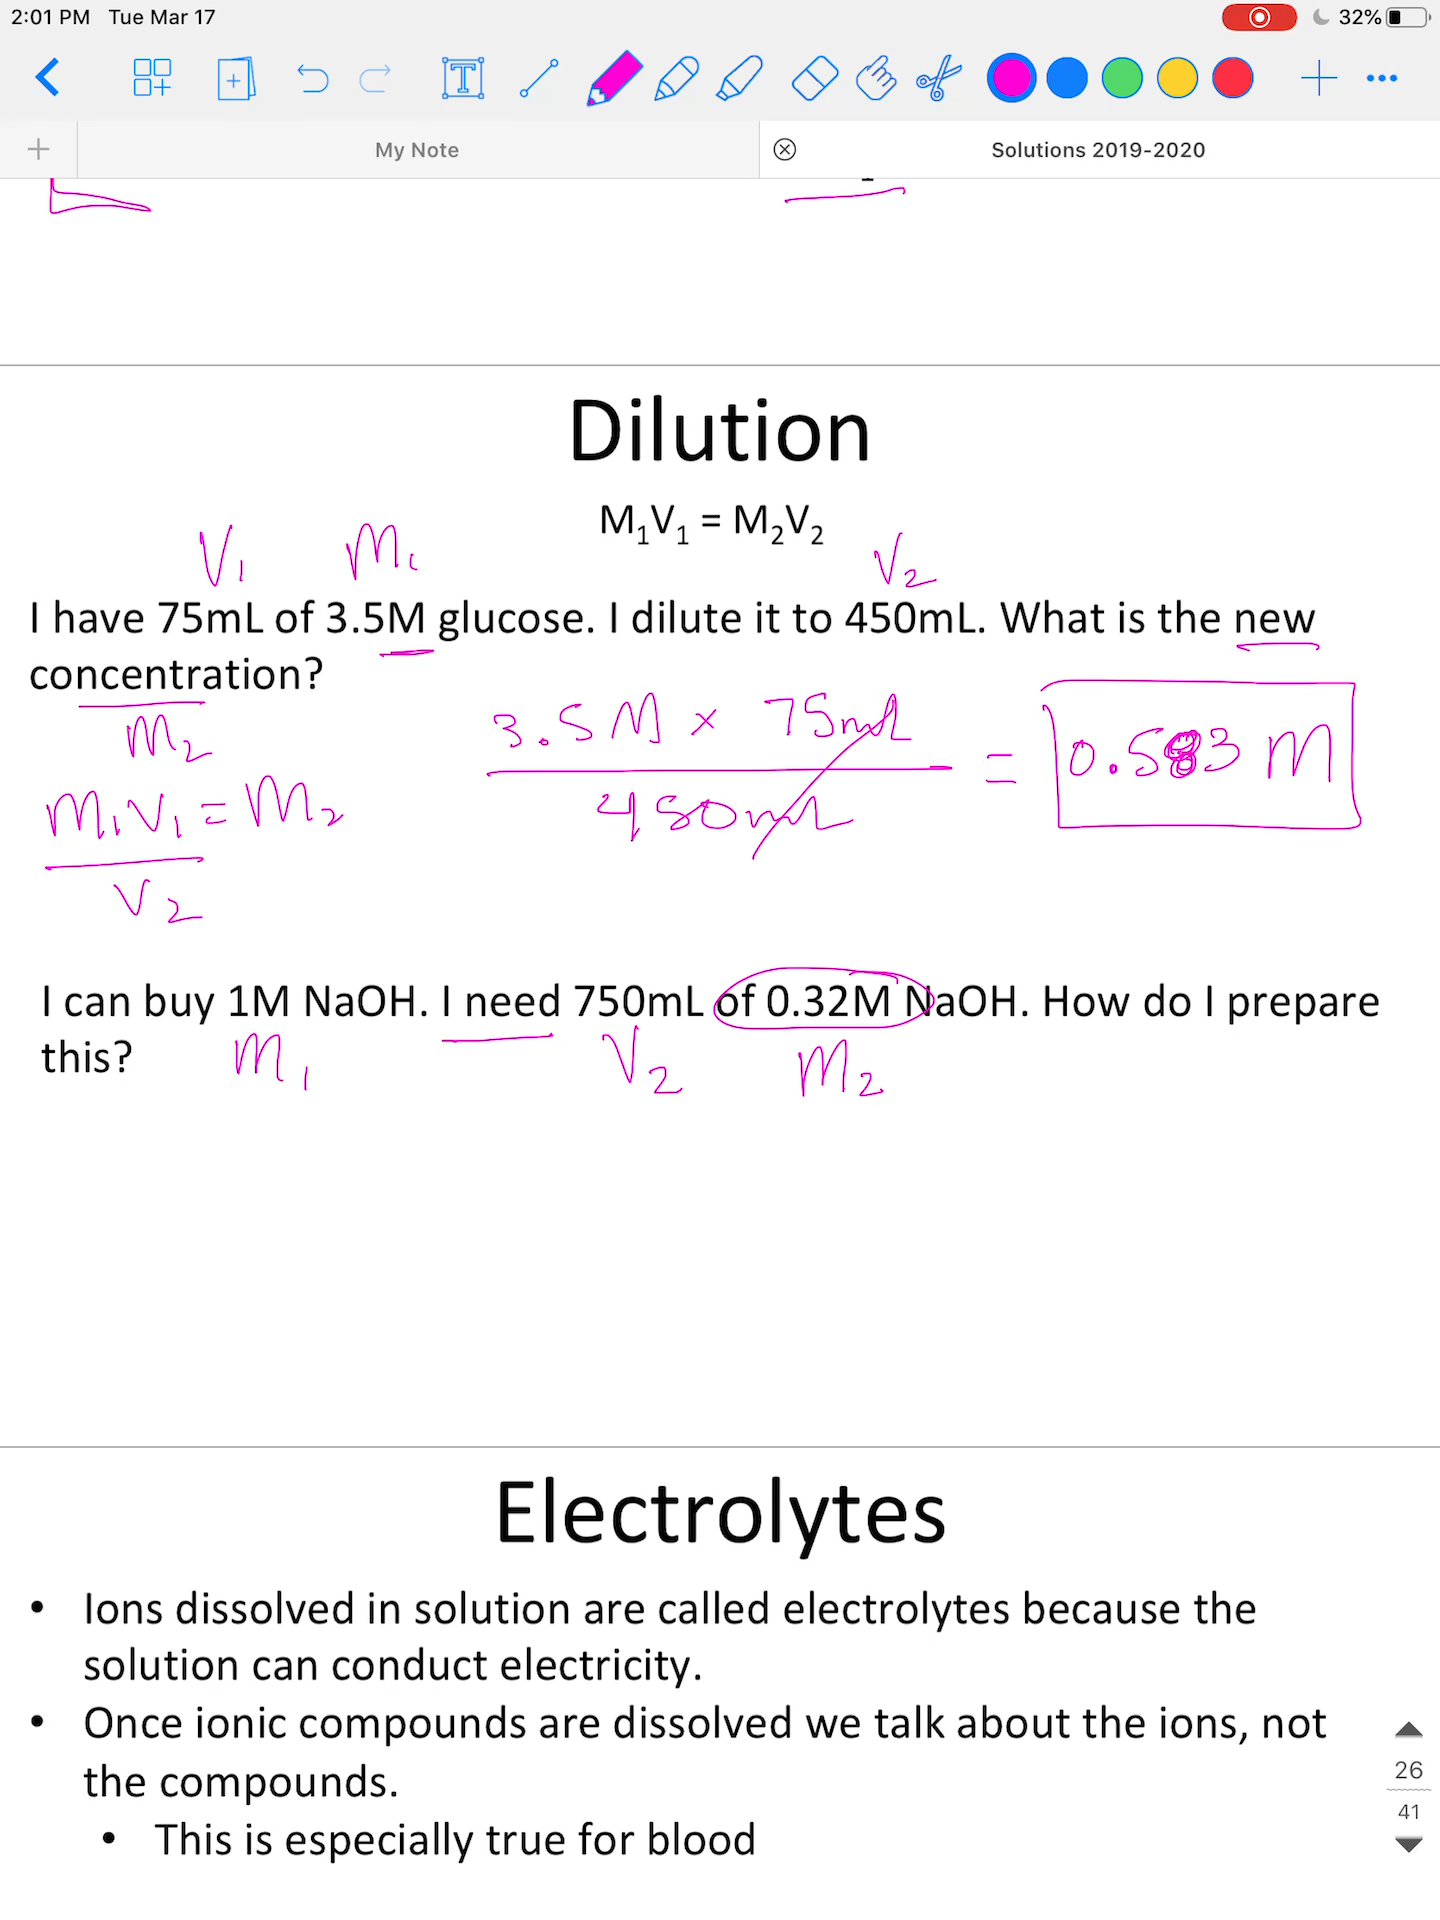 2:01 PM Tue Mar 17
32%
My Note
Solutions 2019-2020
Dilution
M₁V₁ = M₂V₂
V₁ M₁ V₂
I have 75mL of 3.5M glucose. I dilute it to 450mL. What is the new
concentration?
M₂
3.5M x 75mL
450mL
= 0.583 M
M₁V₁ = M₂
V₂
I can buy 1M NaOH. I need 750mL of 0.32M NaOH. How do I prepare
this?
M₁ V₂ M₂
Electrolytes
• Ions dissolved in solution are called electrolytes because the
solution can conduct electricity.
• Once ionic compounds are dissolved we talk about the ions, not
the compounds.
• This is especially true for blood
26
41